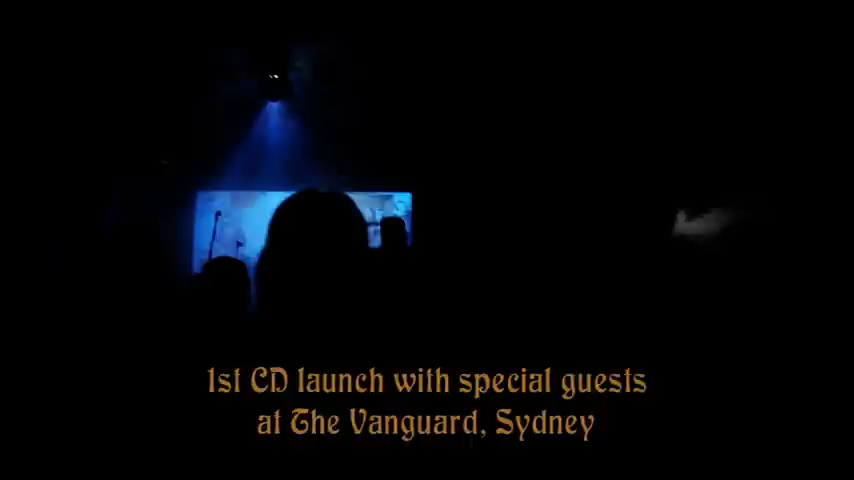 1st CD launch with special guests
at The Vanguard, Sydney